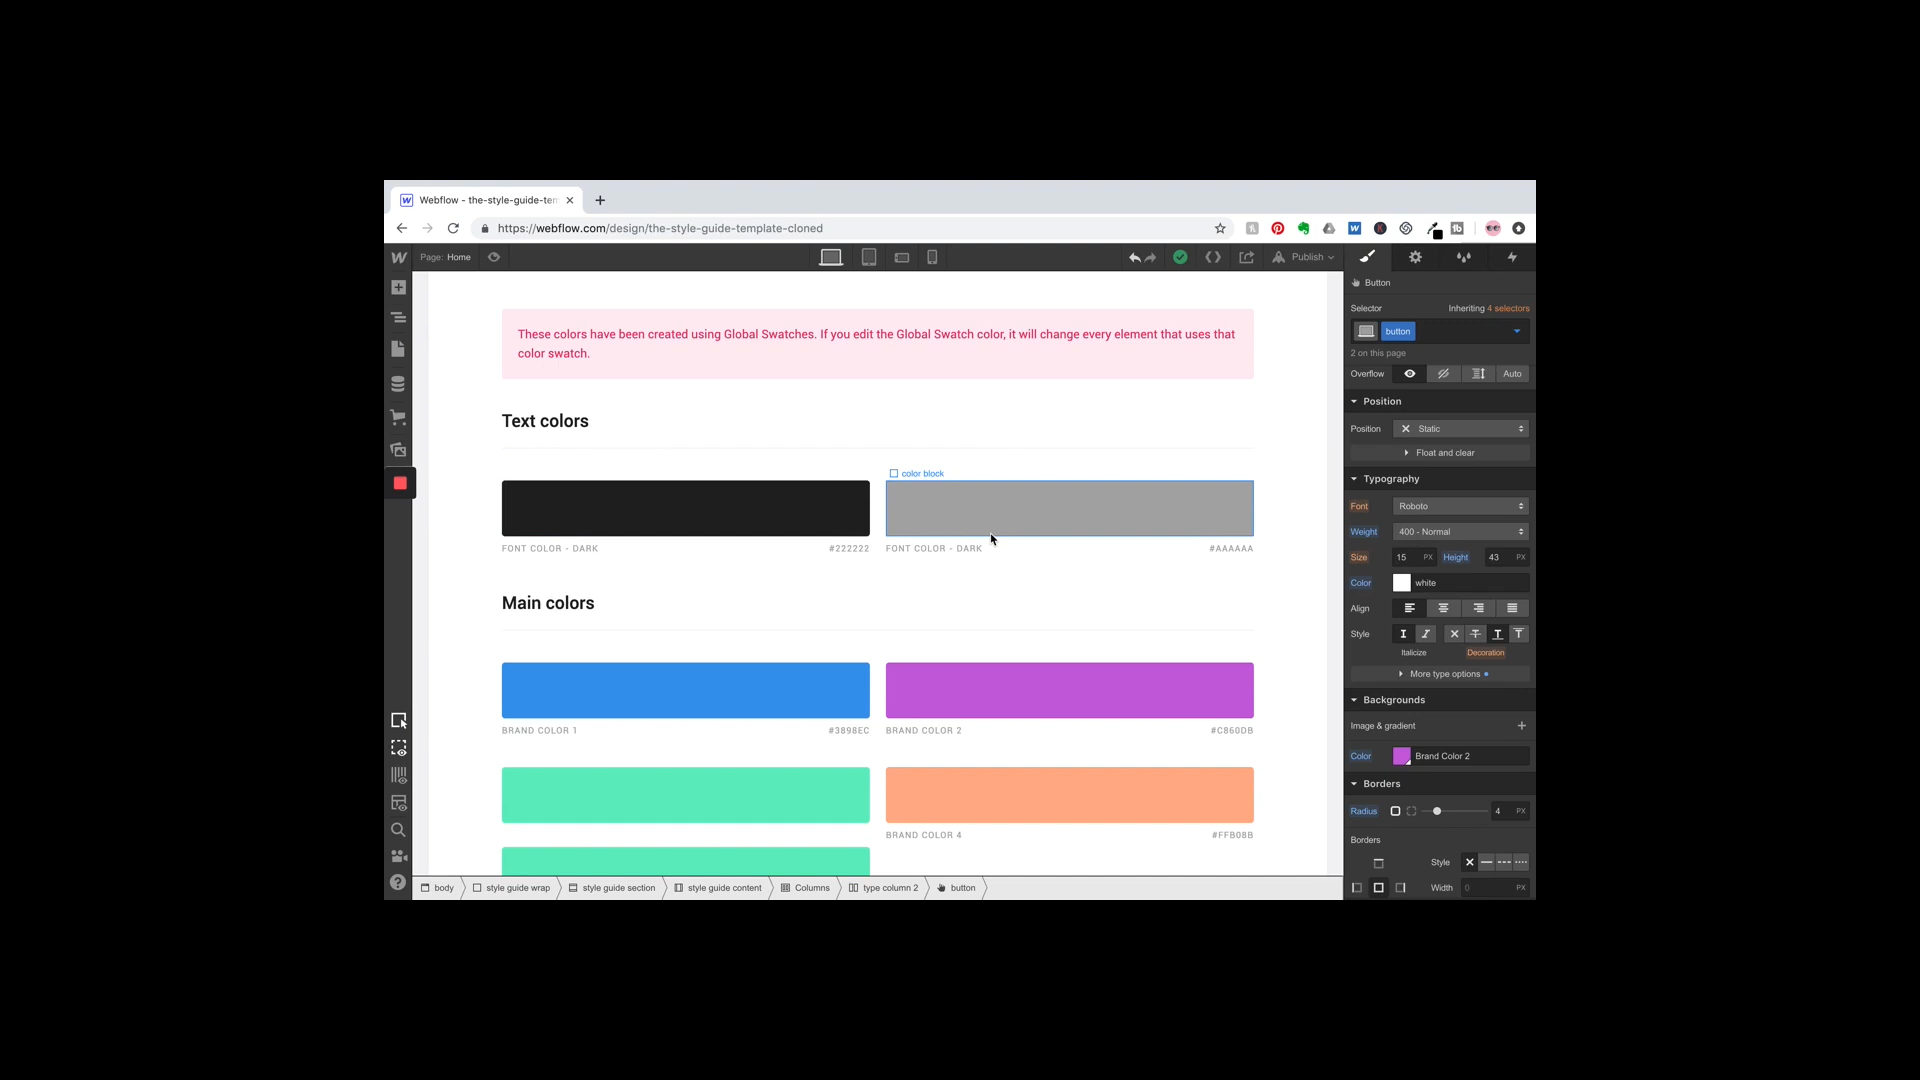 Webflow - the-style-guide-tem
https://webflow.com/design/the-style-guide-template-cloned
Page: Home
Publish
Button
Selector
Inheriting 4 selectors
button
2 on this page
Overflow
Auto
Position
Position
Static
Float and clear
Typography
Font
Roboto
Weight
400 - Normal
Size
15
PX
Height
43
PX
Color
white
Align
Style
Italicize
Decoration
More type options
Backgrounds
Image & gradient
Color
Brand Color 2
Borders
Radius
4
PX
Borders
Style
Width
0
PX
These colors have been created using Global Swatches. If you edit the Global Swatch color, it will change every element that uses that
color swatch.
Text colors
color block
FONT COLOR - DARK
#222222
FONT COLOR - DARK
#AAAAAA
Main colors
BRAND COLOR 1
#3898EC
BRAND COLOR 2
#C860DB
BRAND COLOR 4
#FFB08B
body
style guide wrap
style guide section
style guide content
Columns
type column 2
button